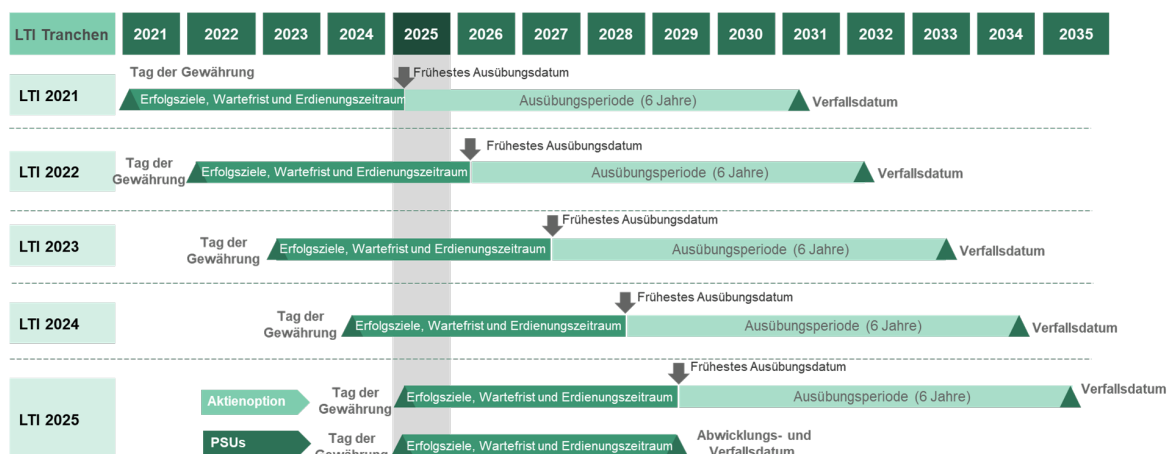 LTI Tranchen 2021 2022 2023 2024 2025 2026 2027 2028 2029 2030 2031 2032 2033 2034 2035
Tag der Gewährung
Frühestes Ausübungsdatum
LTI 2021
Erfolgsziele, Wartefrist und Erdienungszeitraum
Ausübungsperiode (6 Jahre)
Verfallsdatum
Frühestes Ausübungsdatum
LTI 2022
Tag der
Gewährung
Erfolgsziele, Wartefrist und Erdienungszeitraum
Ausübungsperiode (6 Jahre)
Verfallsdatum
Frühestes Ausübungsdatum
LTI 2023
Tag der
Gewährung
Erfolgsziele, Wartefrist und Erdienungszeitraum
Ausübungsperiode (6 Jahre)
Verfallsdatum
Frühestes Ausübungsdatum
LTI 2024
Tag der
Gewährung
Erfolgsziele, Wartefrist und Erdienungszeitraum
Ausübungsperiode (6 Jahre)
Verfallsdatum
Frühestes Ausübungsdatum
LTI 2025
Aktienoption
Tag der
Gewährung
Erfolgsziele, Wartefrist und Erdienungszeitraum
Ausübungsperiode (6 Jahre)
Verfallsdatum
PSUs
Tag der
Gewährung
Erfolgsziele, Wartefrist und Erdienungszeitraum
Abwicklungs- und
Verfallsdatum